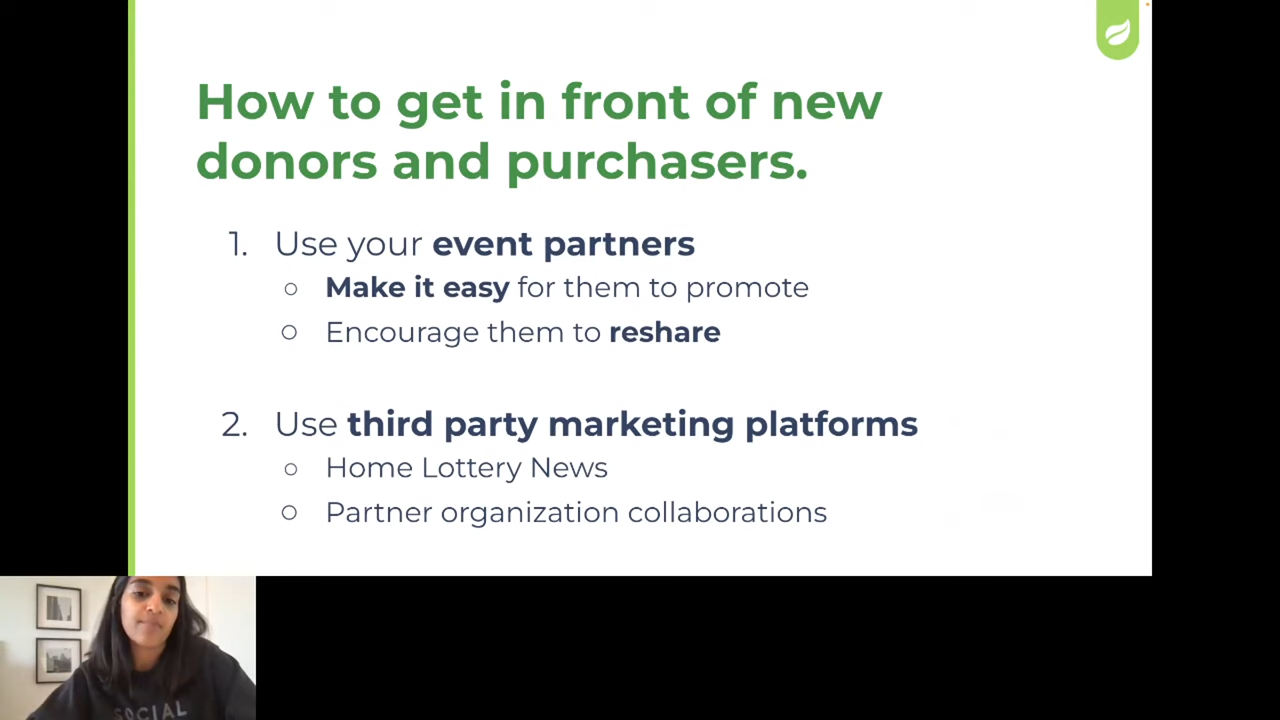 How to get in front of new
donors and purchasers.
1. Use your event partners
○ Make it easy for them to promote
○ Encourage them to reshare
2. Use third party marketing platforms
○ Home Lottery News
○ Partner organization collaborations
SOCIAL